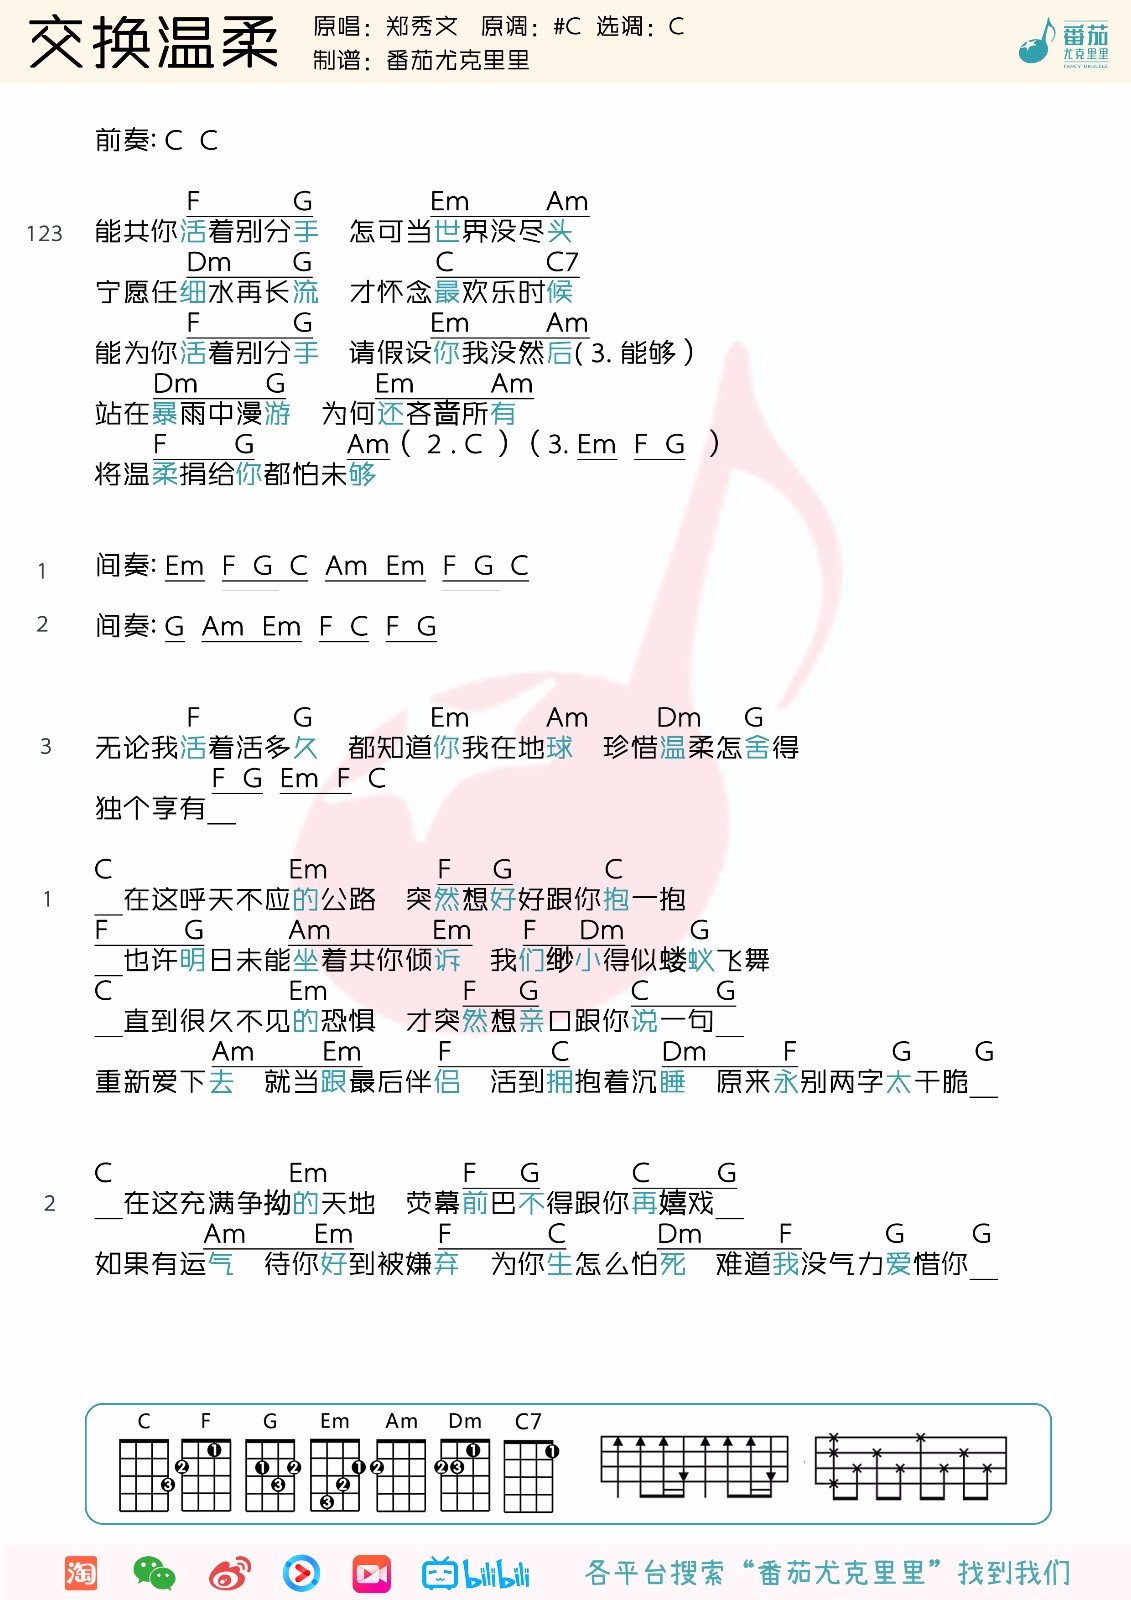 交换温柔
原唱：郑秀文 原调：#C 选调：C
制谱：番茄尤克里里
番茄
尤克里里
FANCY UKULELE
前奏: C C
F G Em Am
123 能共你活着别分手 怎可当世界没尽头
Dm G C C7
宁愿任细水再长流 才怀念最欢乐时候
F G Em Am
能为你活着别分手 请假设你我没然后(3.能够)
Dm G Em Am
站在暴雨中漫游 为何还吝啬所有
F G Am ( 2 . C ) ( 3. Em F G )
将温柔捐给你都怕未够
1 间奏: Em F G C Am Em F G C
2 间奏: G Am Em F C F G
F G Em Am Dm G
3 无论我活着活多久 都知道你我在地球 珍惜温柔怎舍得
F G Em F C
独个享有__
C Em F G C
1 __在这呼天不应的公路 突然想好好跟你抱一抱
F G Am Em F Dm G
__也许明日未能坐着共你倾诉 我们缈小得似蝼蚁飞舞
C Em F G C G
__直到很久不见的恐惧 才突然想亲口跟你说一句__
Am Em F C Dm F G G
重新爱下去 就当跟最后伴侣 活到拥抱着沉睡 原来永别两字太干脆__
C Em F G C G
2 __在这充满争拗的天地 荧幕前巴不得跟你再嬉戏__
Am Em F C Dm F G G
如果有运气 待你好到被嫌弃 为你生怎么怕死 难道我没气力爱惜你__
C F G Em Am Dm C7
3 2 1 1 2 3 1 2 3 2 2 3 1 1
淘
bilibili
各平台搜索“番茄尤克里里”找到我们